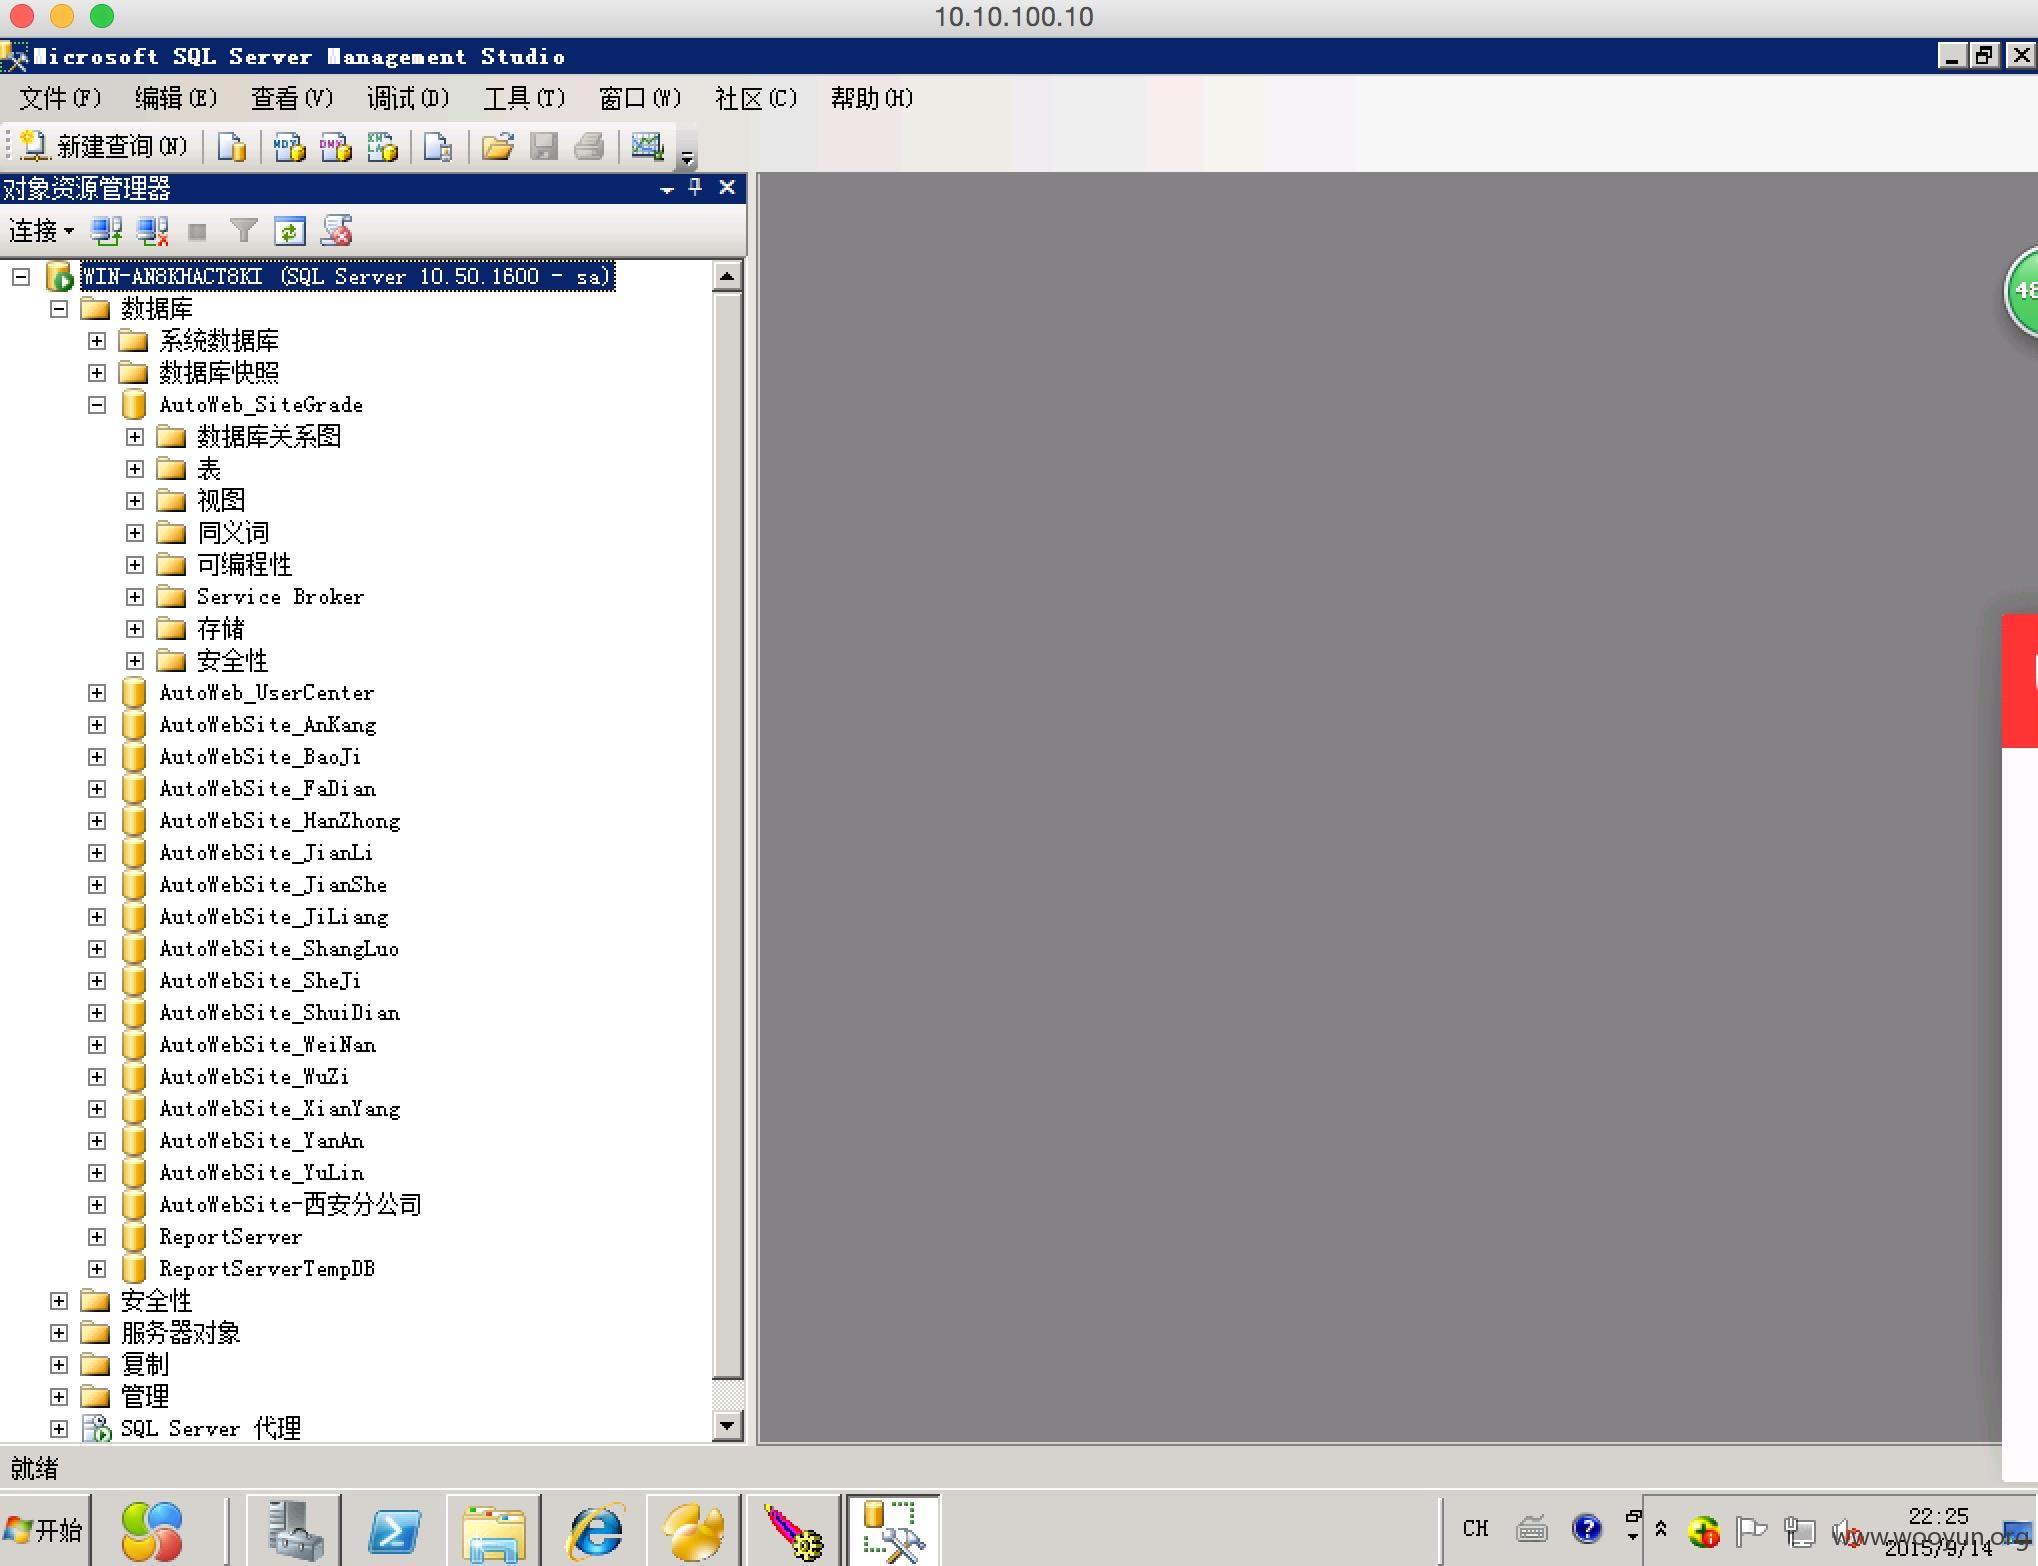 10.10.100.10
Microsoft SQL Server Management Studio
文件(F) 编辑(E) 查看(V) 调试(D) 工具(T) 窗口(W) 社区(C) 帮助(H)
新建查询(N)
对象资源管理器
连接
WIN-AN8KHACT8KI (SQL Server 10.50.1600 - sa)
数据库
系统数据库
数据库快照
AutoWeb_SiteGrade
数据库关系图
表
视图
同义词
可编程性
Service Broker
存储
安全性
AutoWeb_UserCenter
AutoWebSite_AnKang
AutoWebSite_BaoJi
AutoWebSite_FaDian
AutoWebSite_HanZhong
AutoWebSite_JianLi
AutoWebSite_JianShe
AutoWebSite_JiLiang
AutoWebSite_ShangLuo
AutoWebSite_SheJi
AutoWebSite_ShuiDian
AutoWebSite_WeiNan
AutoWebSite_WuZi
AutoWebSite_XianYang
AutoWebSite_YanAn
AutoWebSite_YuLin
AutoWebSite-西安分公司
ReportServer
ReportServerTempDB
安全性
服务器对象
复制
管理
SQL Server 代理
48
就绪
开始
CH
22:25
2015/9/14
www.wooyun.org